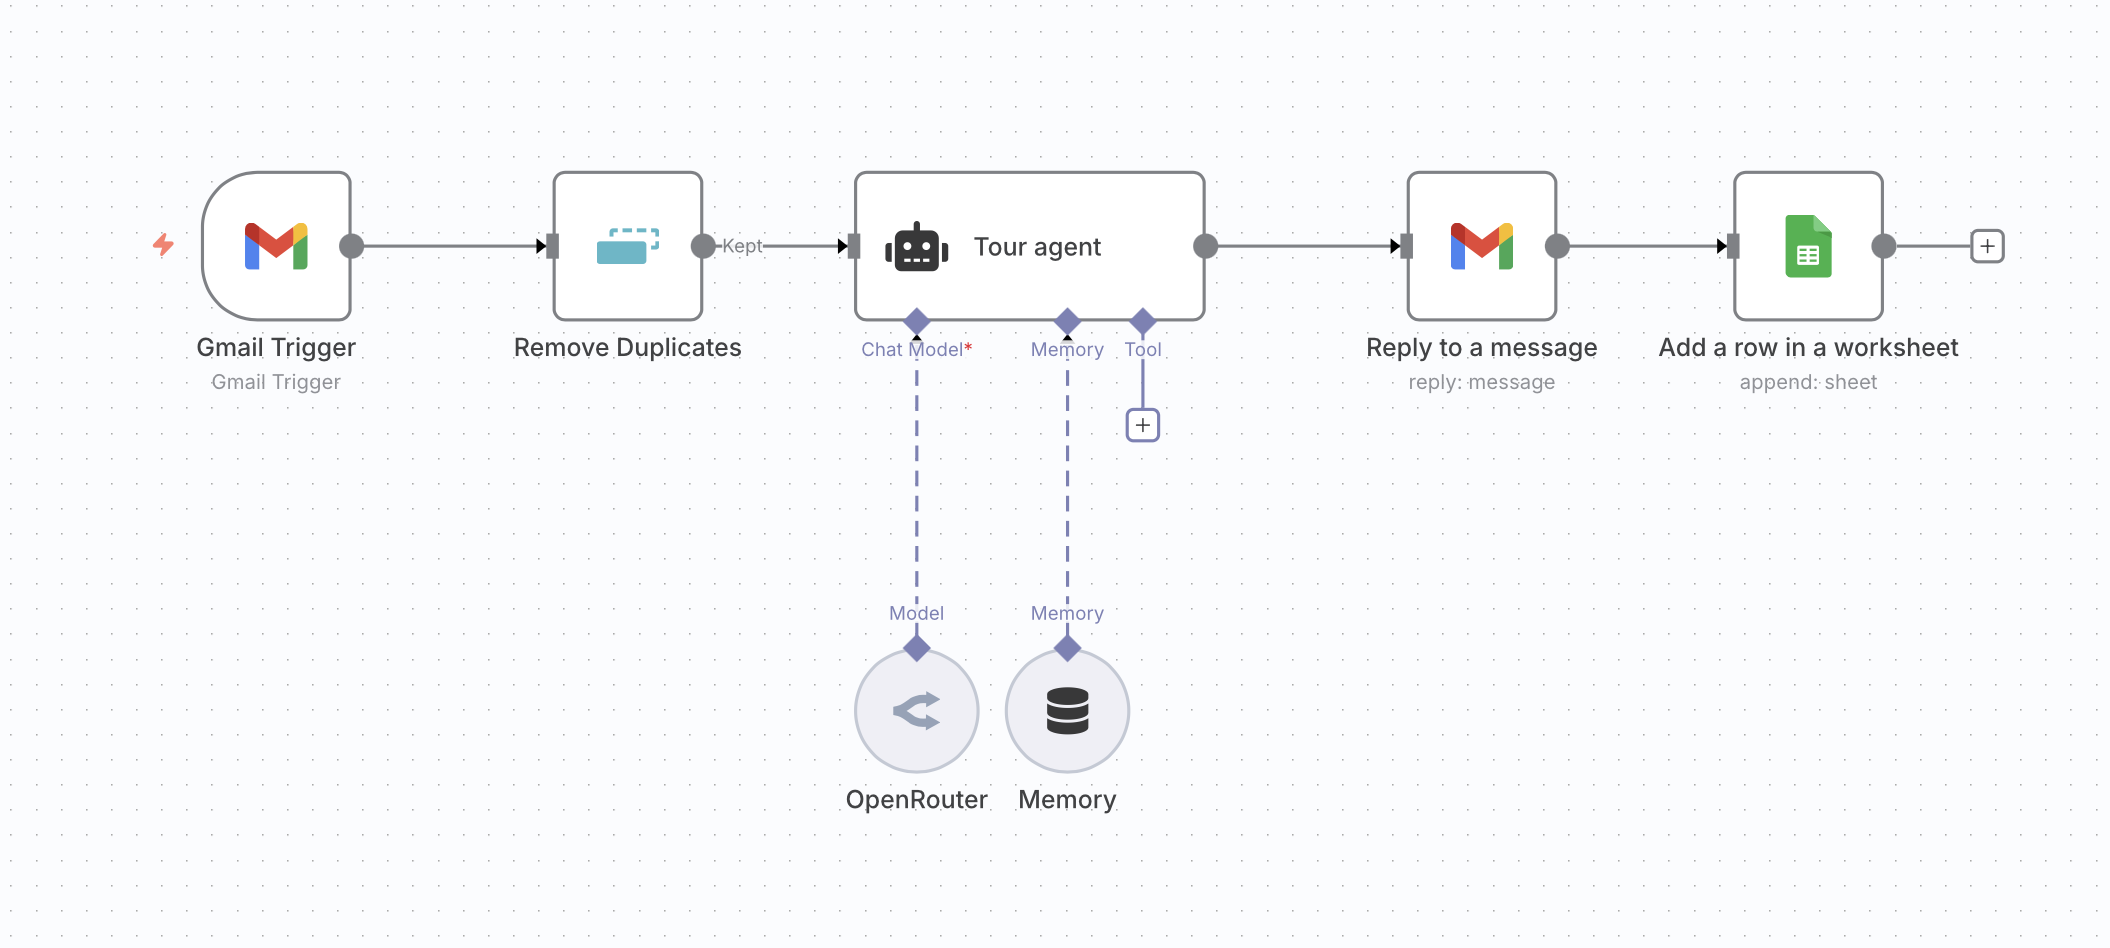 Kept
Tour agent
Gmail Trigger
Gmail Trigger
Remove Duplicates
Chat Model*
Memory
Tool
Reply to a message
reply: message
Add a row in a worksheet
append: sheet
Model
Memory
OpenRouter
Memory